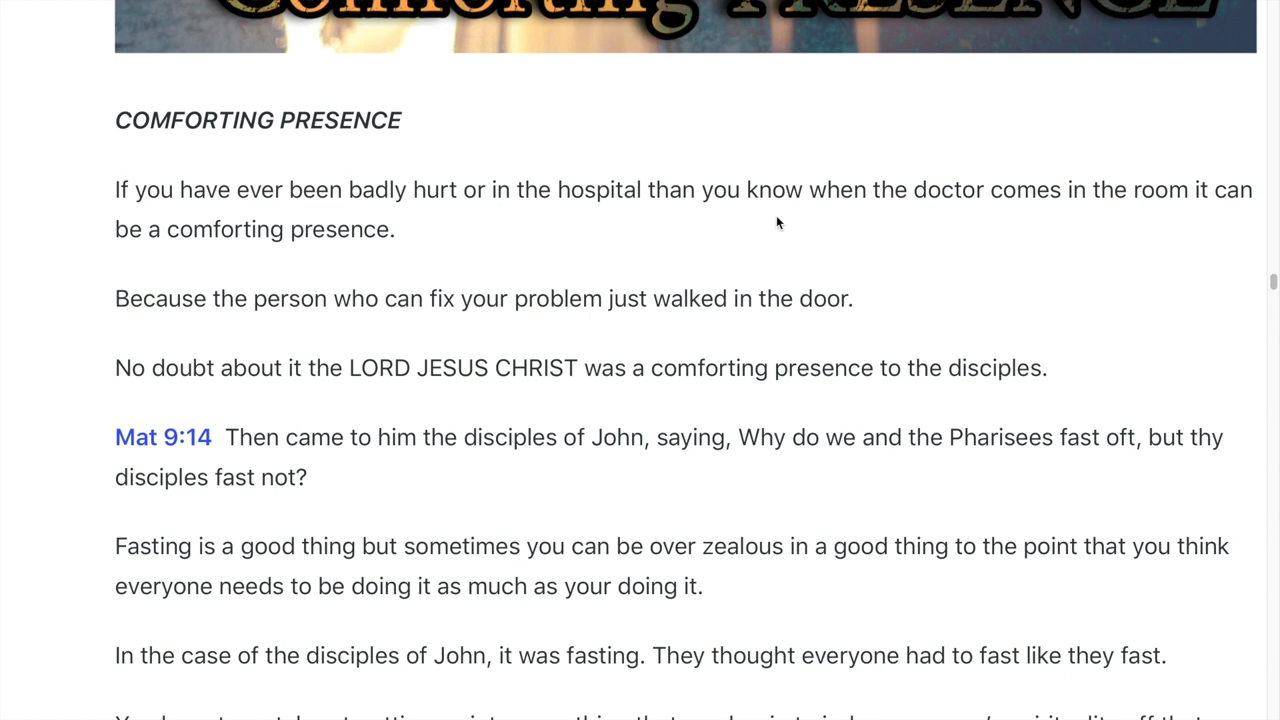 Comforting PRESENCE
COMFORTING PRESENCE
If you have ever been badly hurt or in the hospital than you know when the doctor comes in the room it can
be a comforting presence.
Because the person who can fix your problem just walked in the door.
No doubt about it the LORD JESUS CHRIST was a comforting presence to the disciples.
Mat 9:14 Then came to him the disciples of John, saying, Why do we and the Pharisees fast oft, but thy
disciples fast not?
Fasting is a good thing but sometimes you can be over zealous in a good thing to the point that you think
everyone needs to be doing it as much as your doing it.
In the case of the disciples of John, it was fasting. They thought everyone had to fast like they fast.